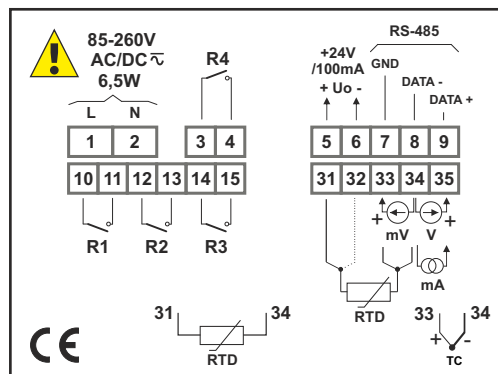 85-260V
AC/DC
6,5W
L N
R4
+24V
/100mA
+ Uo -
RS-485
GND
DATA -
DATA +
1 2 3 4 5 6 7 8 9
10 11 12 13 14 15 31 32 33 34 35
R1 R2 R3
+ mV V +
mA
RTD
31 34
RTD
33 34
+ -
TC
CE